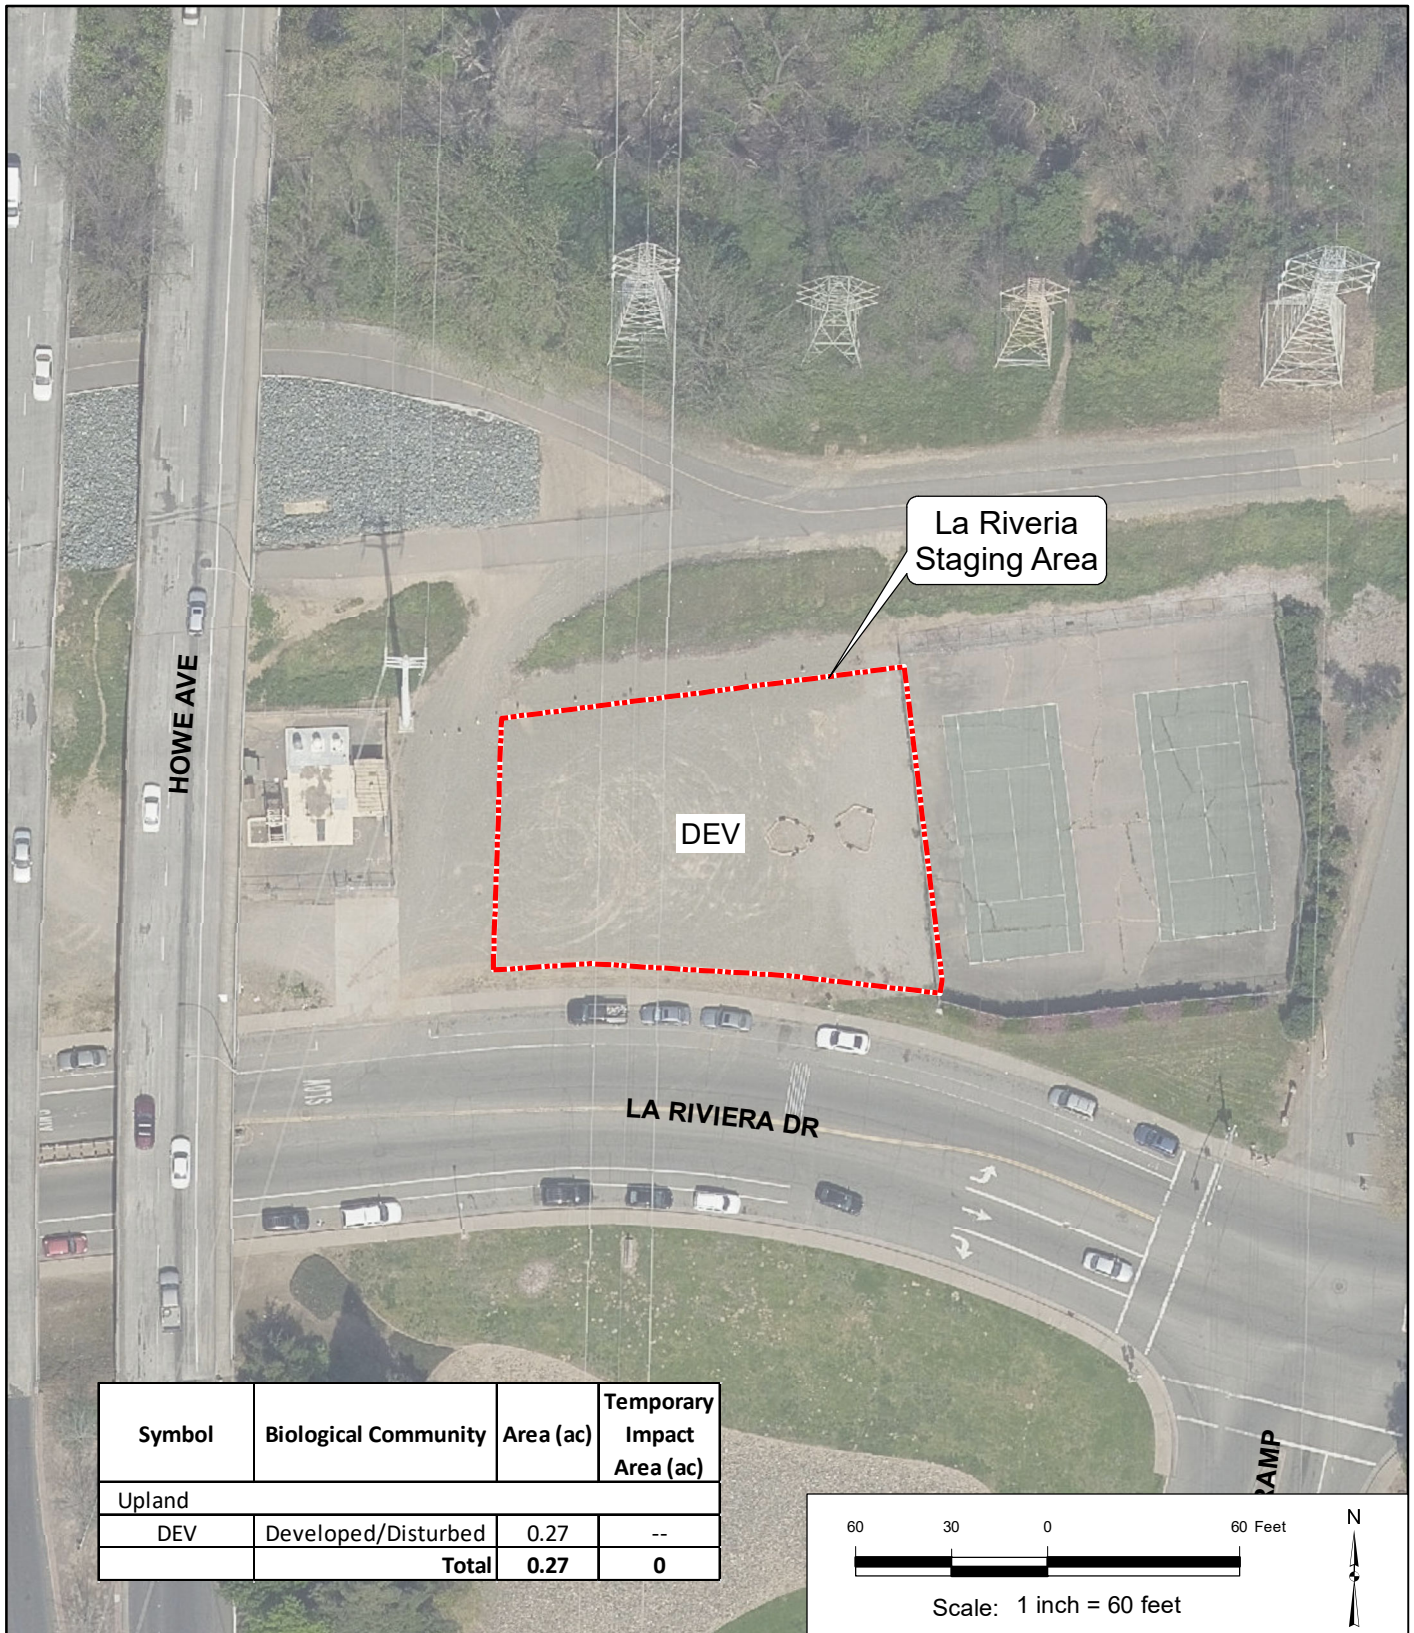 La Riveria
Staging Area
HOWE AVE
DEV
LA RIVIERA DR
RAMP
Symbol Biological Community Area (ac) Temporary Impact Area (ac)
Upland
DEV Developed/Disturbed 0.27 --
Total 0.27 0
60 30 0 60 Feet
Scale: 1 inch = 60 feet
N